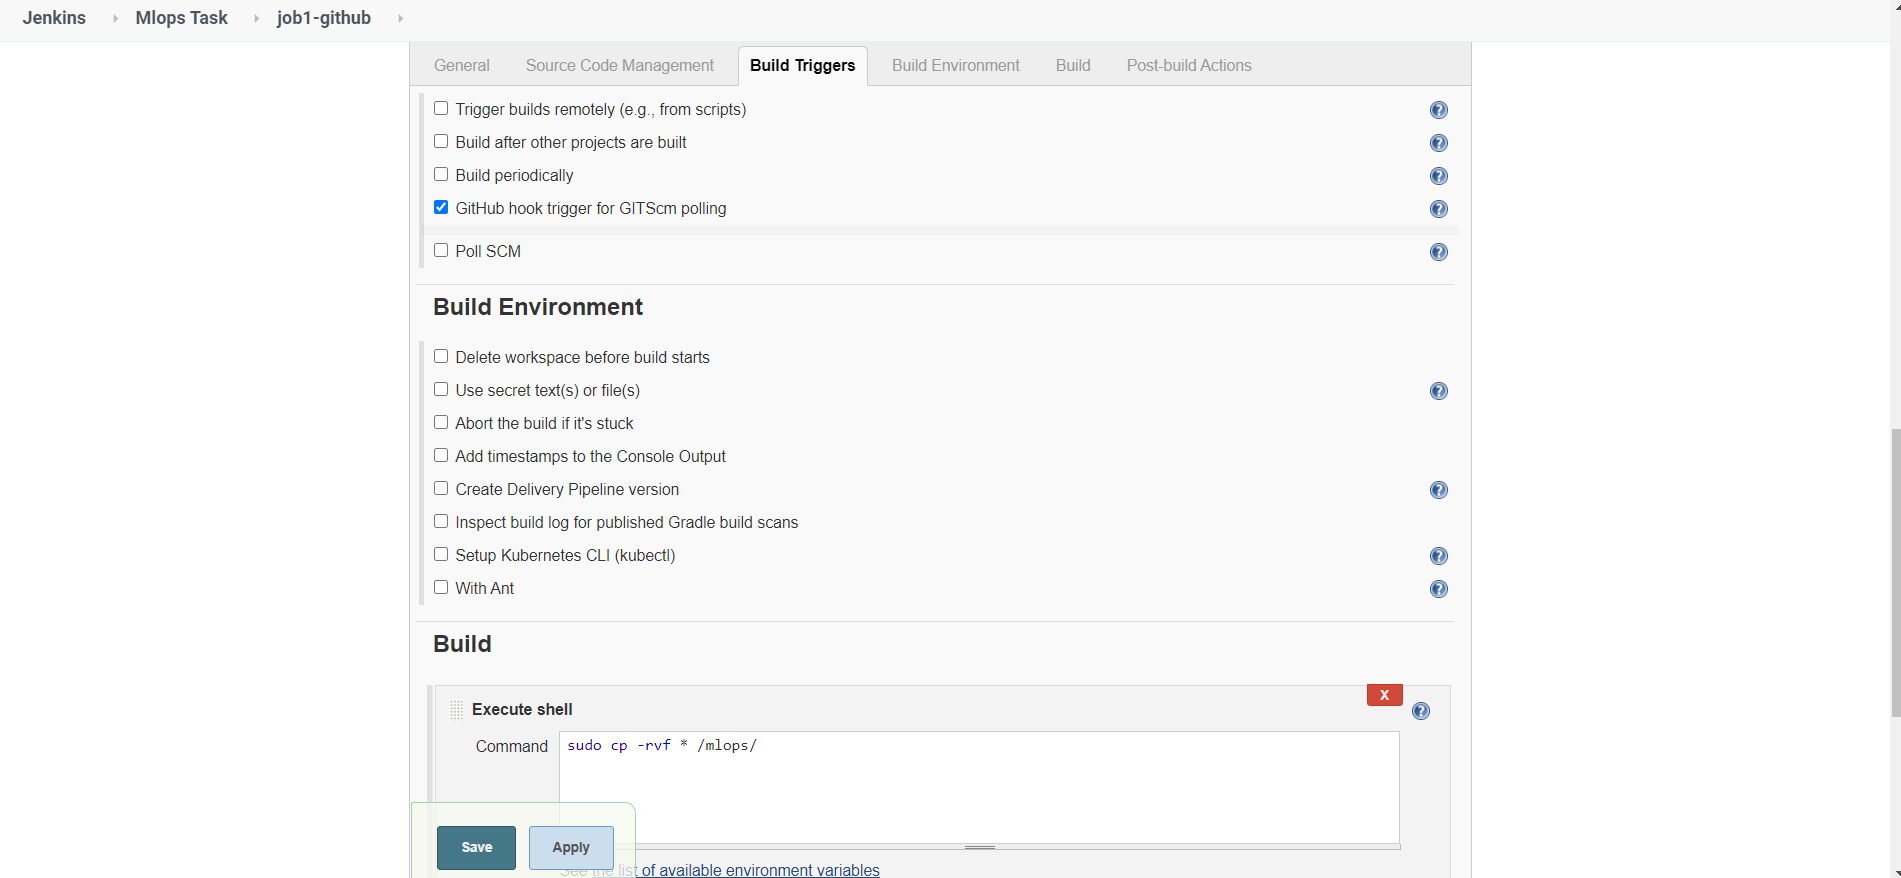 Jenkins Mlops Task job1-github
General Source Code Management Build Triggers Build Environment Build Post-build Actions
Trigger builds remotely (e.g., from scripts)
Build after other projects are built
Build periodically
GitHub hook trigger for GITScm polling
Poll SCM
Build Environment
Delete workspace before build starts
Use secret text(s) or file(s)
Abort the build if it's stuck
Add timestamps to the Console Output
Create Delivery Pipeline version
Inspect build log for published Gradle build scans
Setup Kubernetes CLI (kubectl)
With Ant
Build
X
Execute shell
Command sudo cp -rvf * /mlops/
Save Apply
See the list of available environment variables